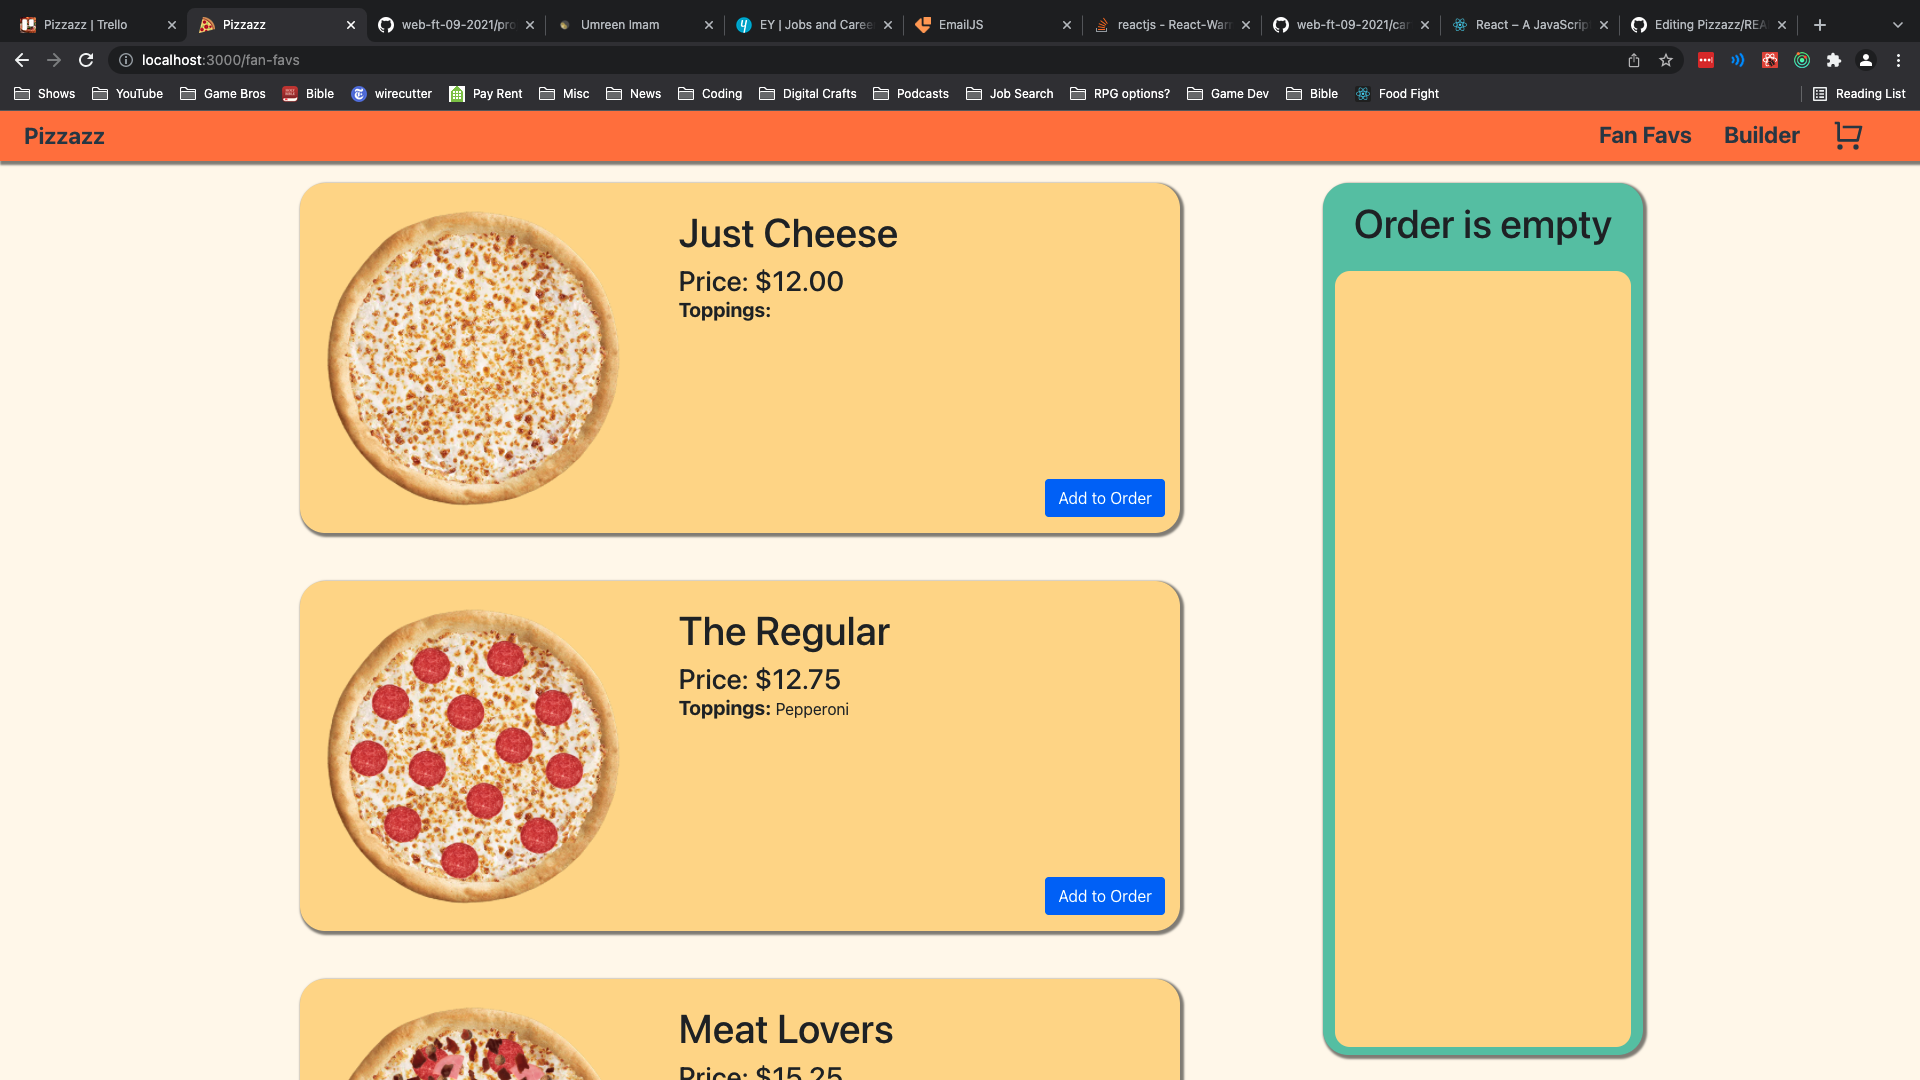 Pizzazz | Trello
Pizzazz
web-ft-09-2021/pro
Umreen Imam
EY | Jobs and Caree
EmailJS
reactjs - React-Warn
web-ft-09-2021/car
React – A JavaScrip
Editing Pizzazz/REA
localhost:3000/fan-favs
Shows
YouTube
Game Bros
Bible
wirecutter
Pay Rent
Misc
News
Coding
Digital Crafts
Podcasts
Job Search
RPG options?
Game Dev
Bible
Food Fight
Reading List
Pizzazz
Fan Favs
Builder
Just Cheese
Price: $12.00
Toppings:
Add to Order
The Regular
Price: $12.75
Toppings: Pepperoni
Add to Order
Meat Lovers
Price: $15.25
Order is empty